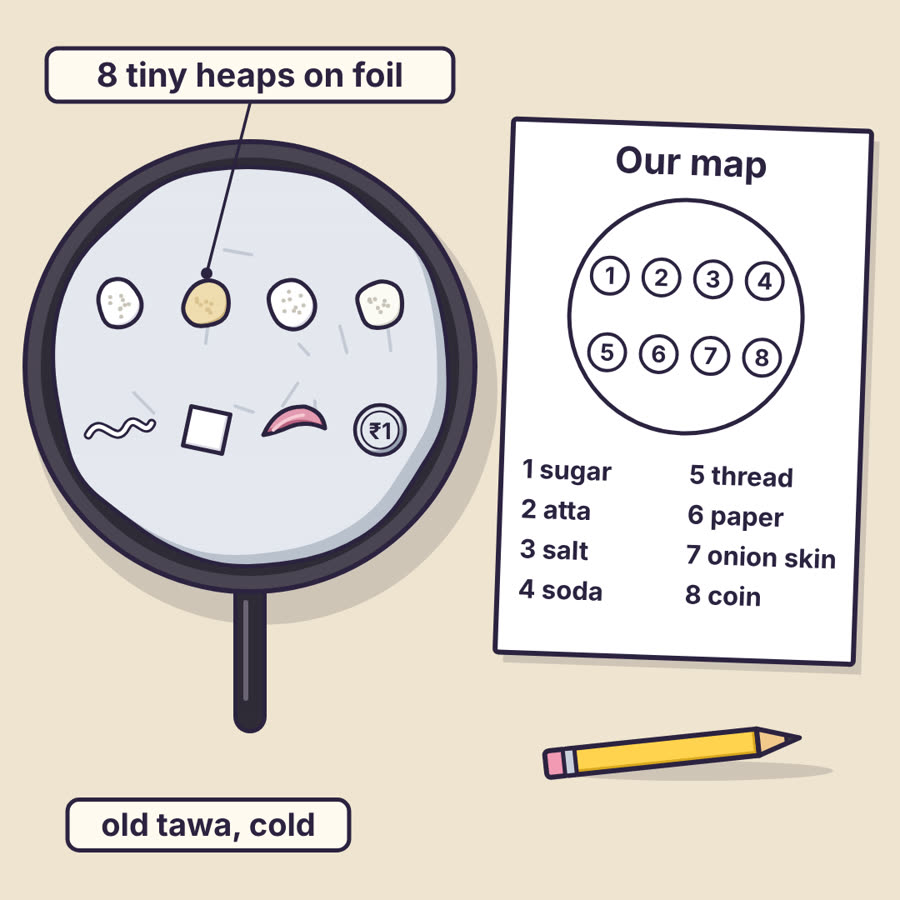 8 tiny heaps on foil
₹1
old tawa, cold
Our map
1 2 3 4
5 6 7 8
1 sugar
2 atta
3 salt
4 soda
5 thread
6 paper
7 onion skin
8 coin